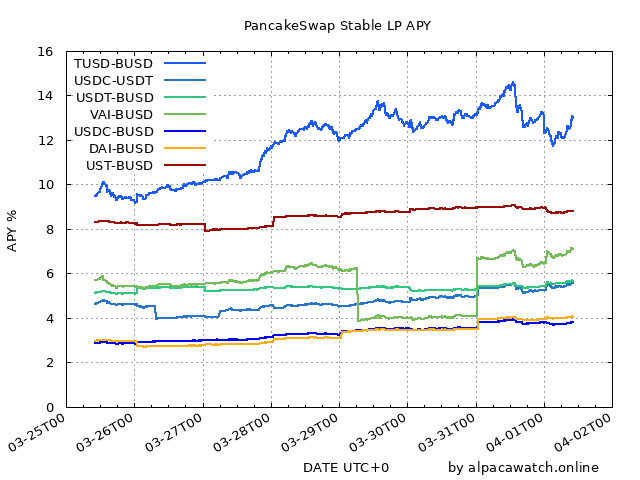 PancakeSwap Stable LP APY
16
14
12
10
8
6
4
2
0
APY %
TUSD-BUSD
USDC-USDT
USDT-BUSD
VAI-BUSD
USDC-BUSD
DAI-BUSD
UST-BUSD
03-25T00
03-26T00
03-27T00
03-28T00
03-29T00
03-30T00
03-31T00
04-01T00
04-02T00
DATE UTC+0
by alpacawatch.online